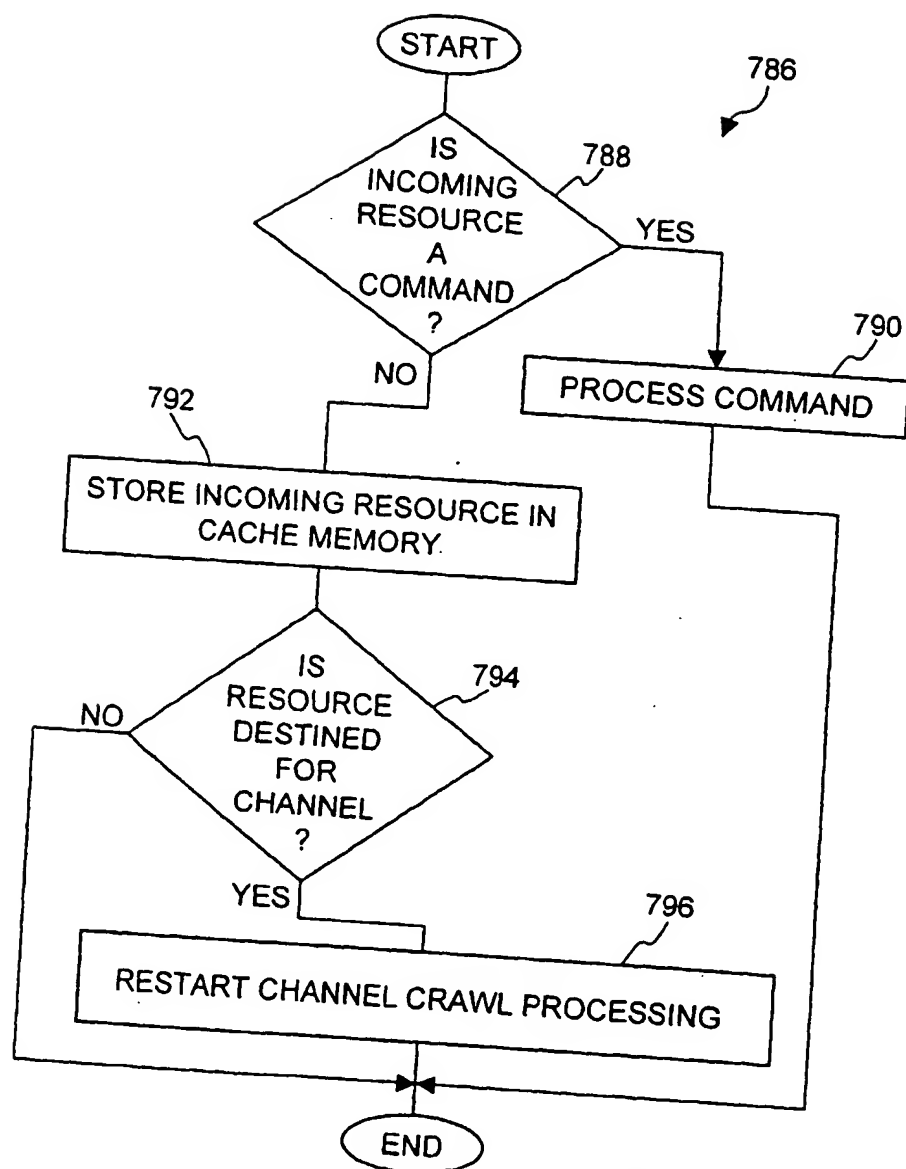 START
786
IS
INCOMING
RESOURCE
A
COMMAND
?
788
YES
NO
790
PROCESS COMMAND
792
STORE INCOMING RESOURCE IN
CACHE MEMORY.
IS
RESOURCE
DESTINED
FOR
CHANNEL
?
794
NO
YES
796
RESTART CHANNEL CRAWL PROCESSING
END